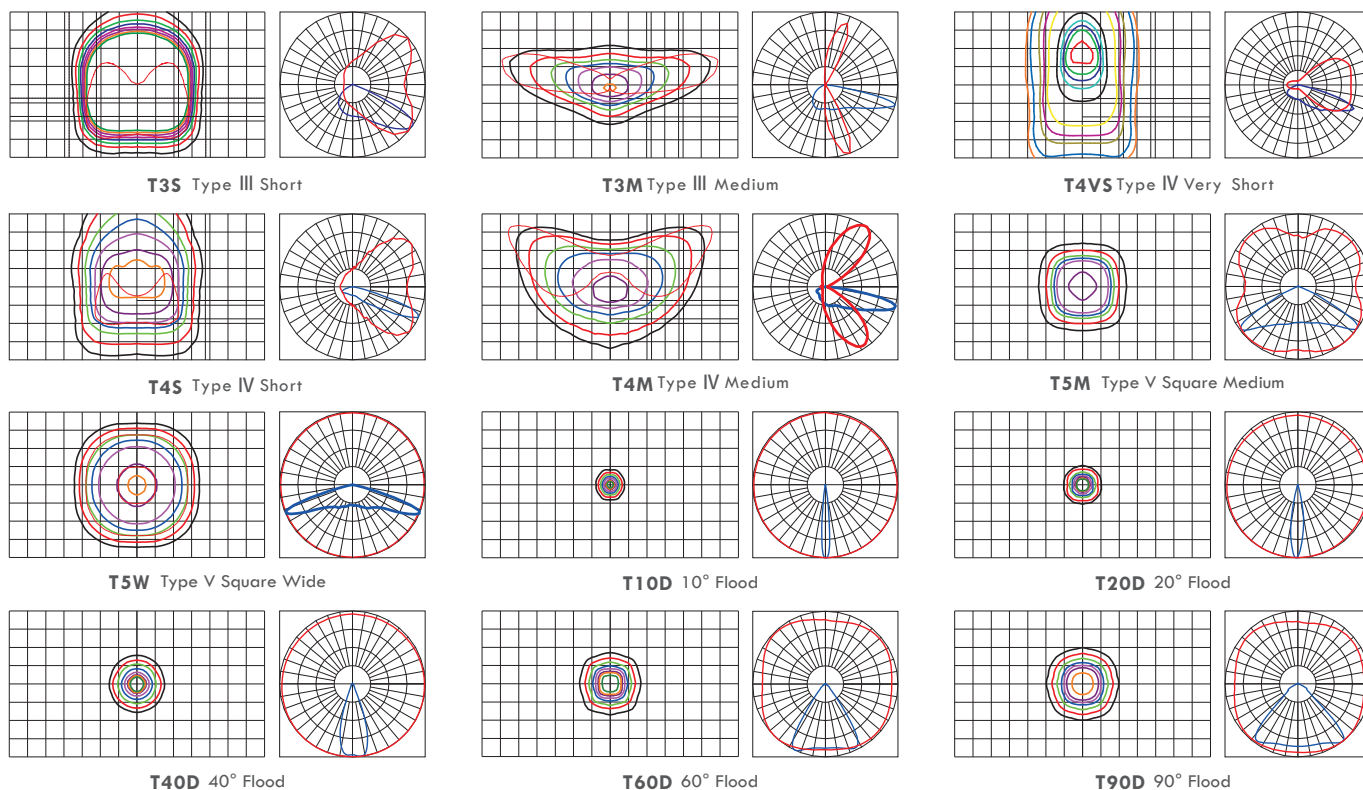 T3S Type Ⅲ Short
T3M Type Ⅲ Medium
T4VS Type Ⅳ Very Short
T4S Type Ⅳ Short
T4M Type Ⅳ Medium
T5M Type V Square Medium
T5W Type V Square Wide
T10D 10° Flood
T20D 20° Flood
T40D 40° Flood
T60D 60° Flood
T90D 90° Flood